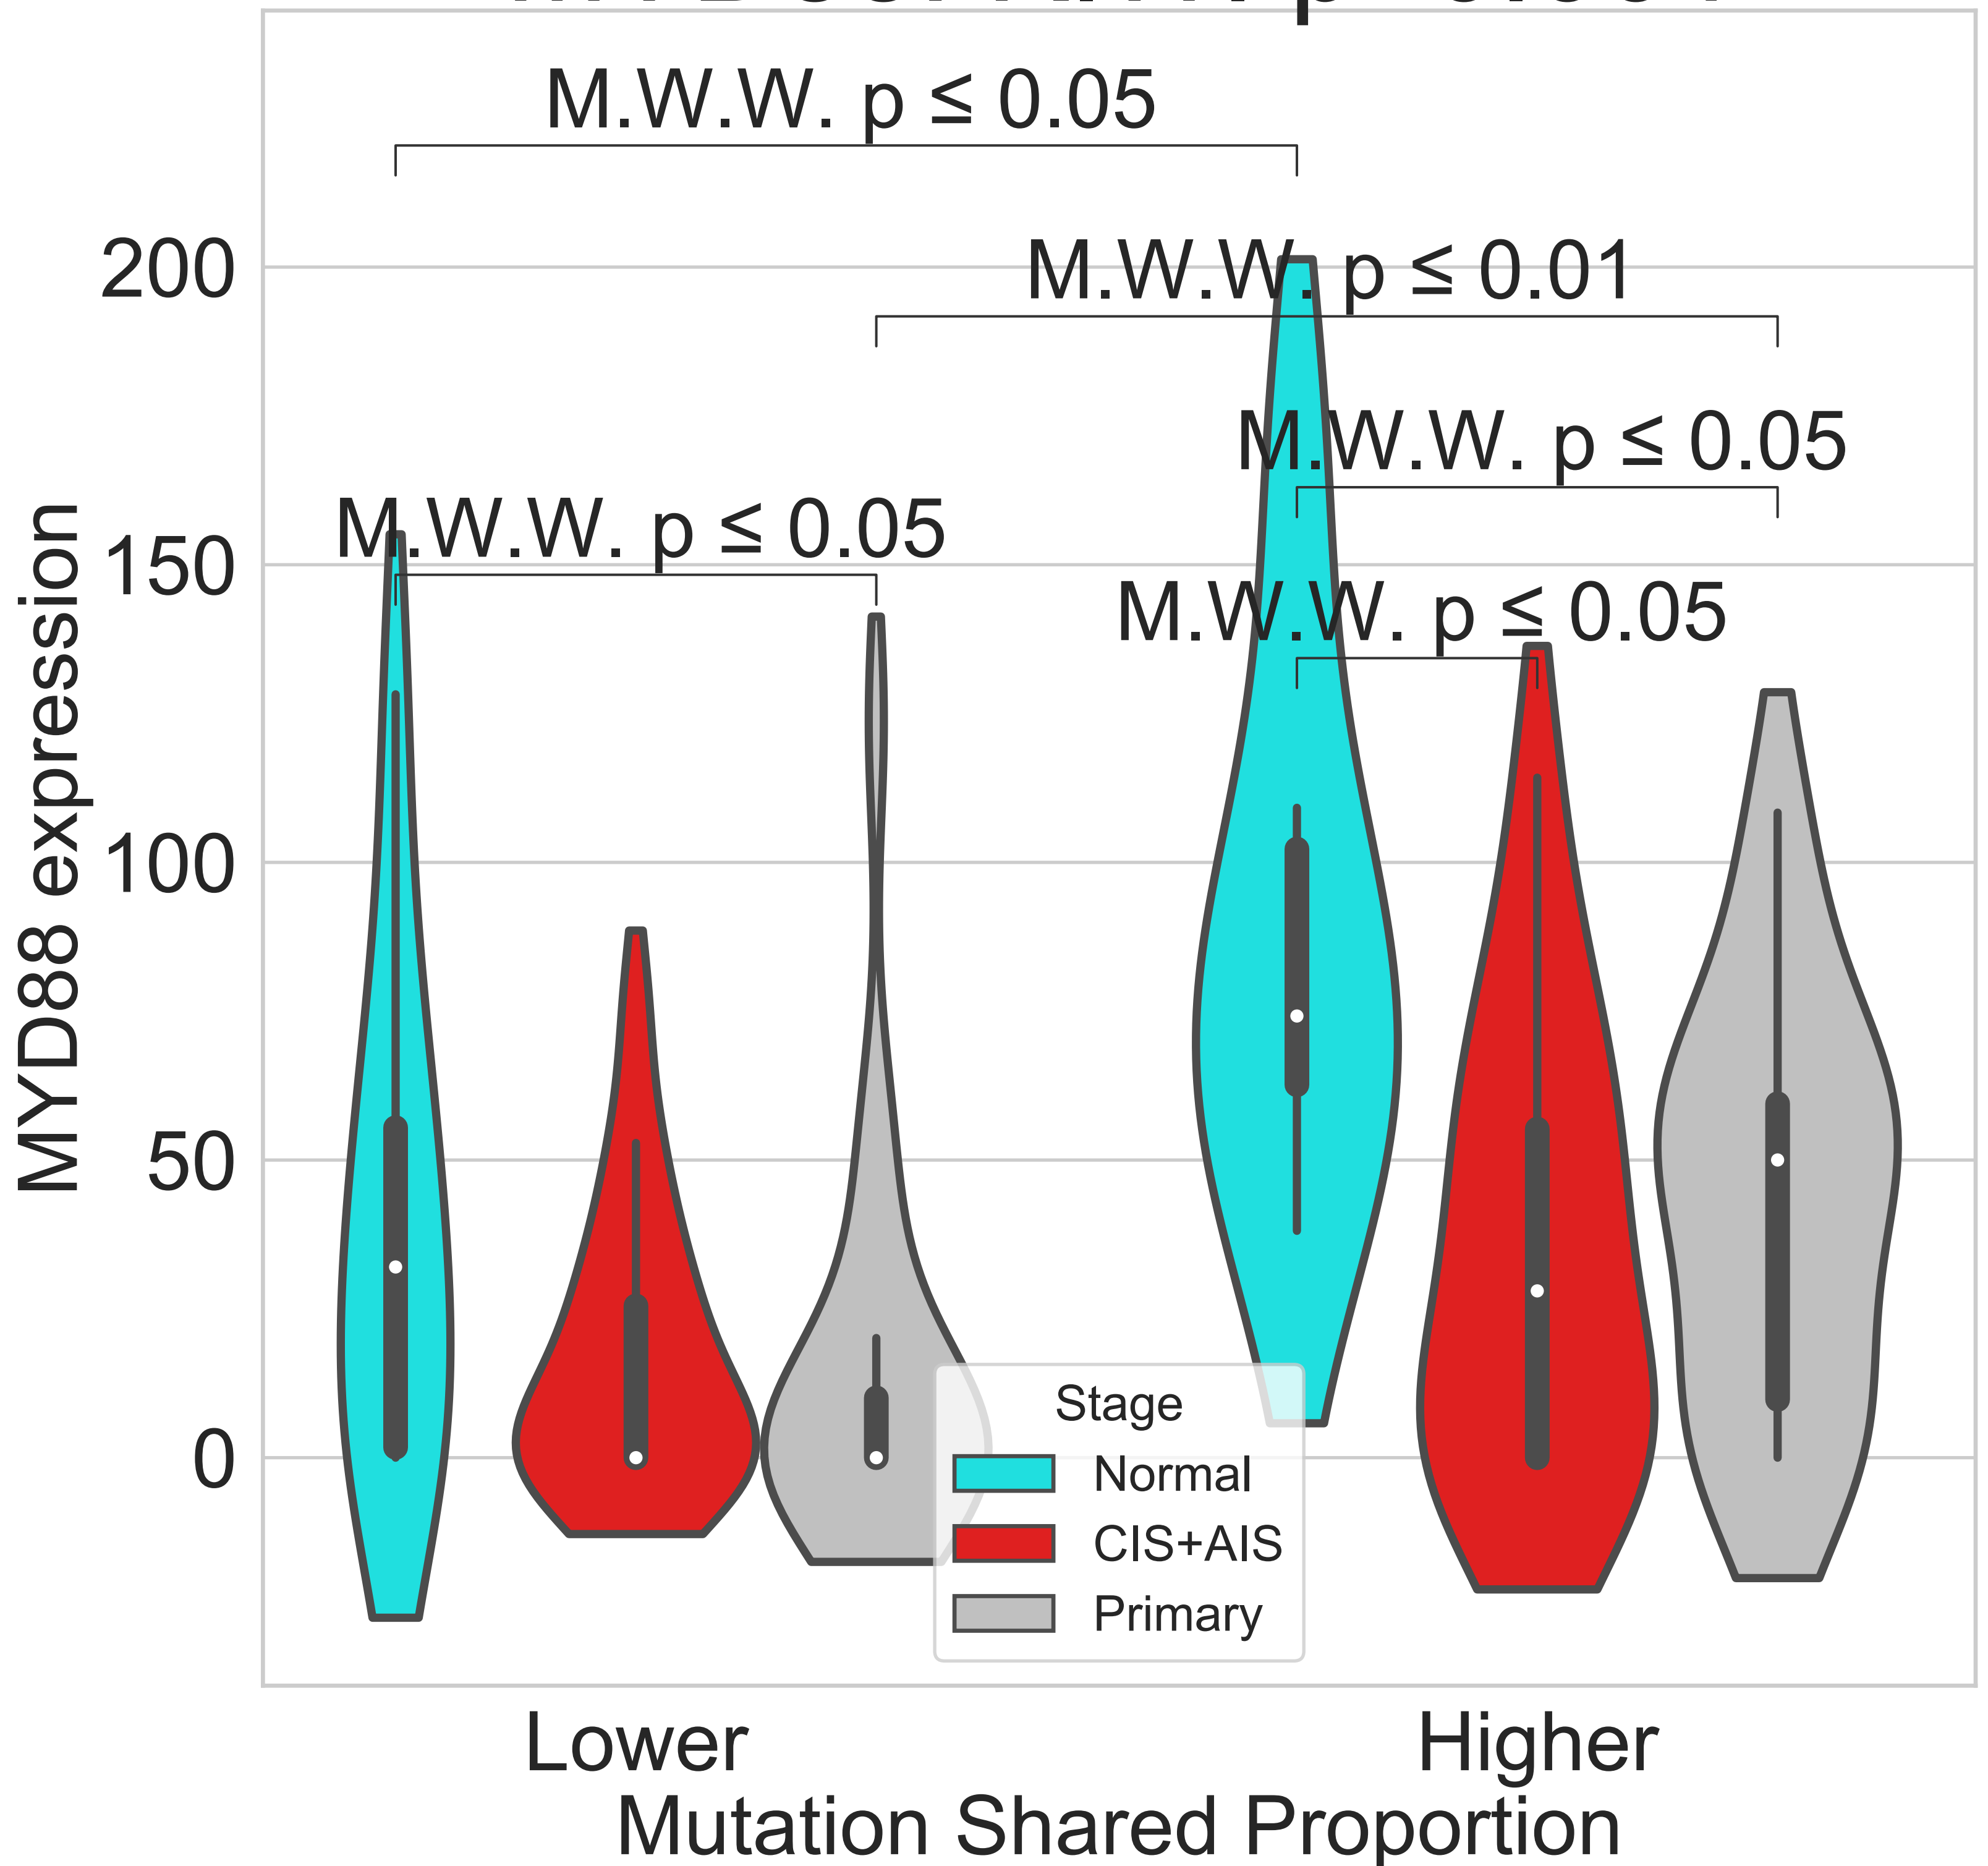 M.W.W. p ≤ 0.05
200
M.W.W. p ≤ 0.01
M.W.W. p ≤ 0.05
M.W.W. p ≤ 0.05
150
M.W.W. p ≤ 0.05
MYD88 expression
100
50
0
Stage
Normal
CIS+AIS
Primary
Lower
Higher
Mutation Shared Proportion